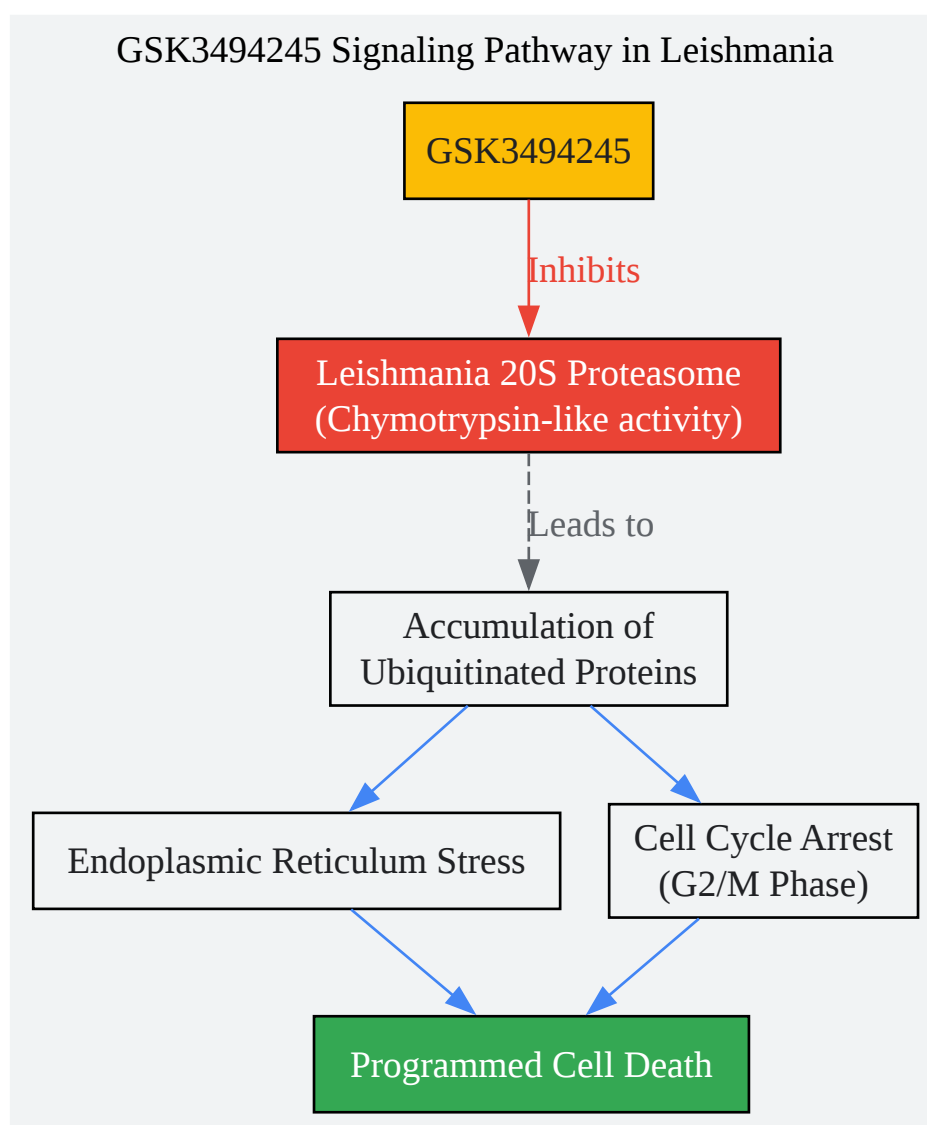 GSK3494245 Signaling Pathway in Leishmania
GSK3494245
Inhibits
Leishmania 20S Proteasome
(Chymotrypsin-like activity)
Leads to
Accumulation of
Ubiquitinated Proteins
Endoplasmic Reticulum Stress
Cell Cycle Arrest
(G2/M Phase)
Programmed Cell Death